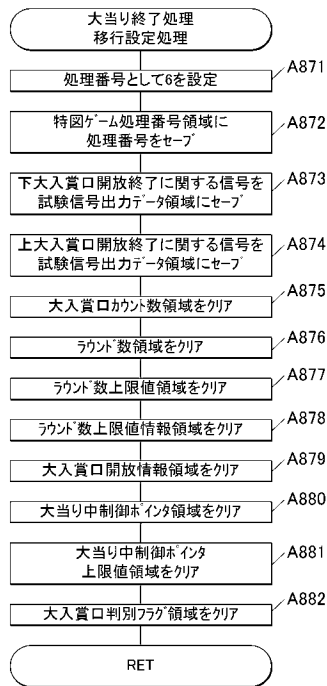 大当り終了処理
移行設定処理
処理番号として6を設定
A871
特図ゲーム処理番号領域に
処理番号をセーブ
A872
下大入賞口開放終了に関する信号を
試験信号出力データ領域にセーブ
A873
上大入賞口開放終了に関する信号を
試験信号出力データ領域にセーブ
A874
大入賞口カウント数領域をクリア
A875
ラウンド数領域をクリア
A876
ラウンド数上限値領域をクリア
A877
ラウンド数上限値情報領域をクリア
A878
大入賞口開放情報領域をクリア
A879
大当り中制御ポインタ領域をクリア
A880
大当り中制御ポインタ
上限値領域をクリア
A881
大入賞口判別フラグ領域をクリア
A882
RET